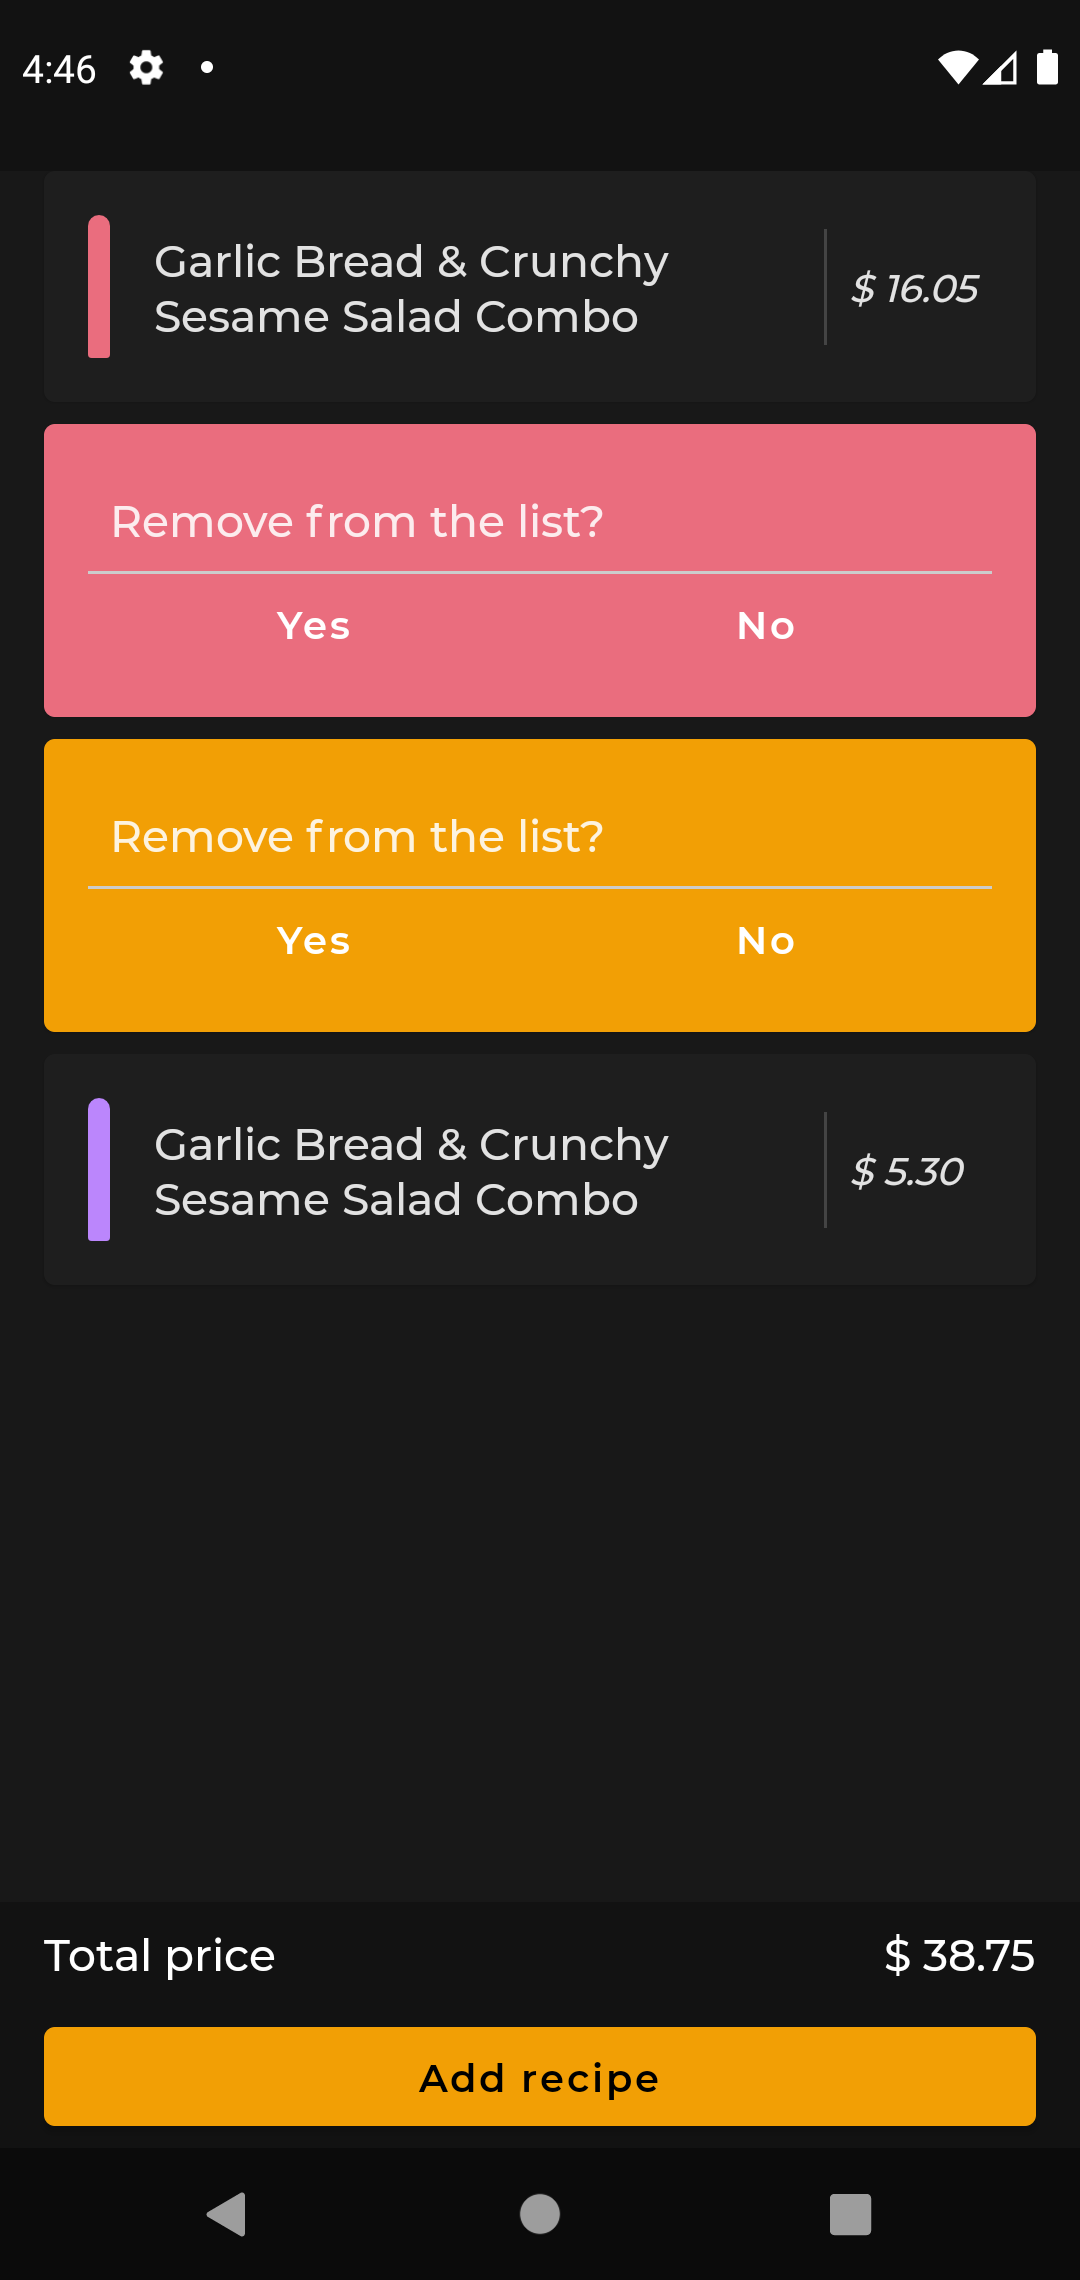 4:46
Garlic Bread & Crunchy
Sesame Salad Combo
$ 16.05
Remove from the list?
Yes No
Remove from the list?
Yes No
Garlic Bread & Crunchy
Sesame Salad Combo
$ 5.30
Total price $ 38.75
Add recipe